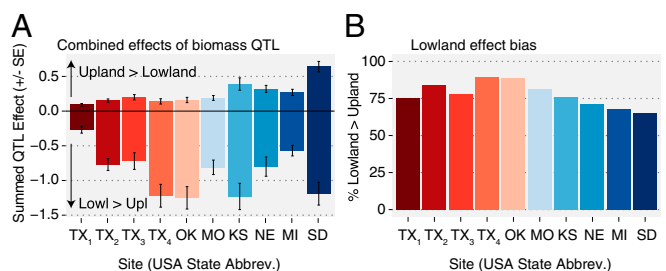 A
Combined effects of biomass QTL
Summed QTL Effect (+/- SE)
0.5
0.0
−0.5
−1.0
−1.5
Upland > Lowland
Lowl > Upl
TX1 TX2 TX3 TX4 OK MO KS NE MI SD
Site (USA State Abbrev.)
B
Lowland effect bias
% Lowland > Upland
100
75
50
25
0
TX1 TX2 TX3 TX4 OK MO KS NE MI SD
Site (USA State Abbrev.)